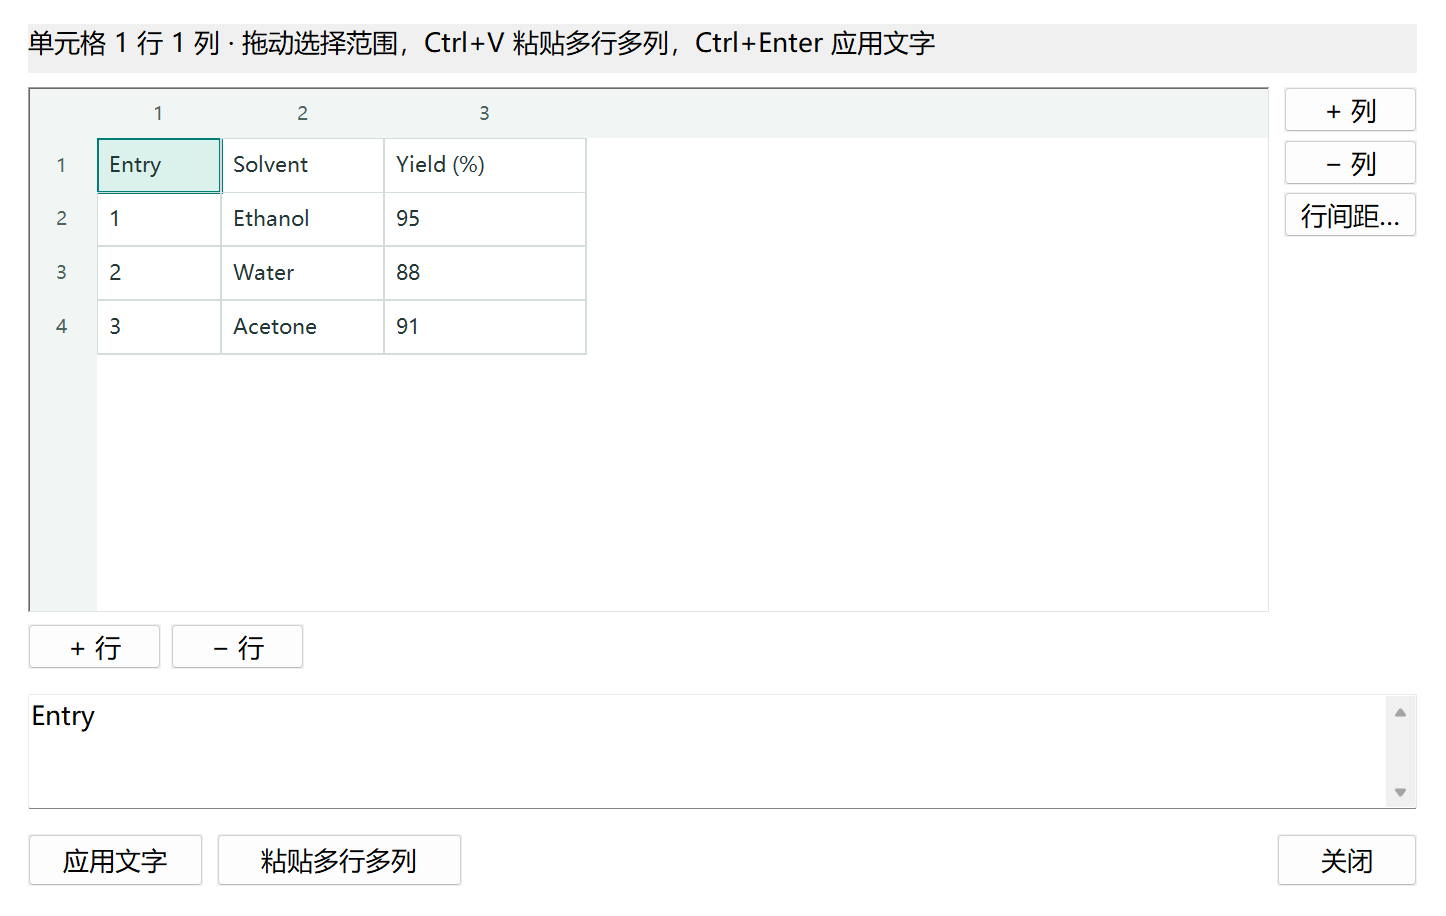 单元格 1 行 1 列 · 拖动选择范围，Ctrl+V 粘贴多行多列，Ctrl+Enter 应用文字
1 2 3
1 Entry Solvent Yield (%)
2 1 Ethanol 95
3 2 Water 88
4 3 Acetone 91
+ 列
− 列
行间距...
+ 行 − 行
Entry
应用文字 粘贴多行多列 关闭